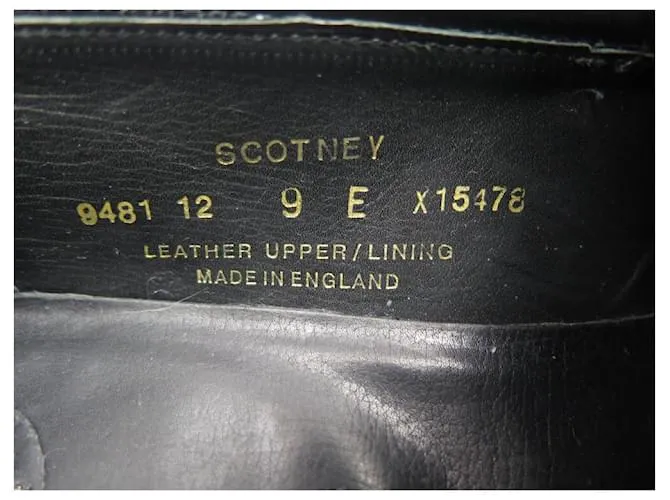 SCOTNEY
9481 12 9 E X15478
LEATHER UPPER/LINING
MADE IN ENGLAND